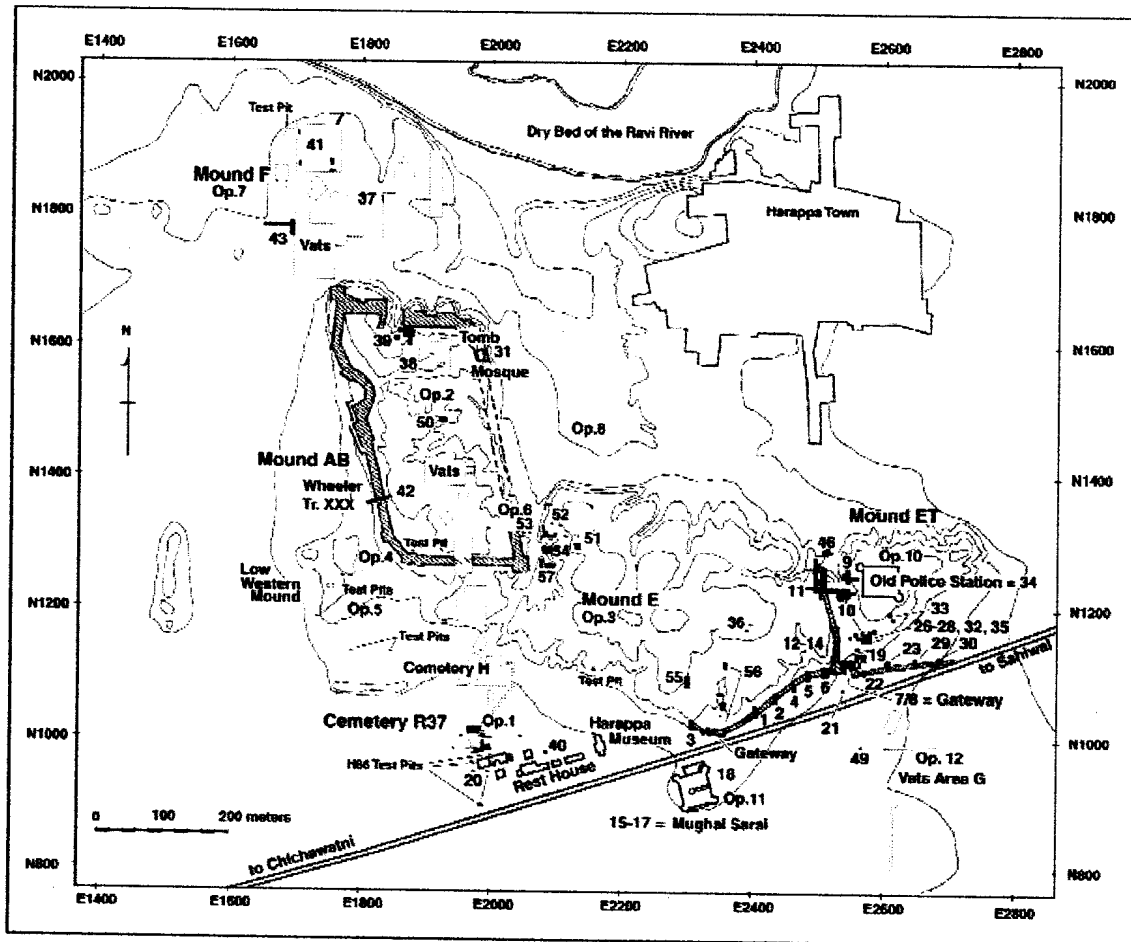 E1400 E1600 E1800 E2000 E2200 E2400 E2600 E2800
N2000 N2000
Test Pit 7
Dry Bed of the Ravi River
41
Mound F
Op.7
37
N1800 N1800
Harappa Town
43 Vats
N
39 Tomb
N1600 31 N1600
38 Mosque
Op.2
50 Op.8
Mound AB Vats
N1400 N1400
Wheeler 42
Tr. XXX
Op.6 52 Mound ET
53 51 46
Test Pit 54 9 Op.10
Op.4
57 11 Old Police Station = 34
Low
Western
Mound
Test Pits Mound E 10
N1200 Op.5 Op.3 33 N1200
36 26-28, 32, 35
Test Pits 12-14 23 29 30
19 to Sahiwal
Cemetery H Test Pit 55 56 5 6 22
4 7/8 = Gateway
Cemetery R37 Op.1 Harappa 1 2
Museum 3 21
N1000 40 Gateway N1000
H86 Test Pits 49 Op. 12
20 Rest House 18 Vats Area G
Op.11
0 100 200 meters
15-17 = Mughal Sarai
to Chichawatni
N800 N800
E1400 E1600 E1800 E2000 E2200 E2400 E2600 E2800